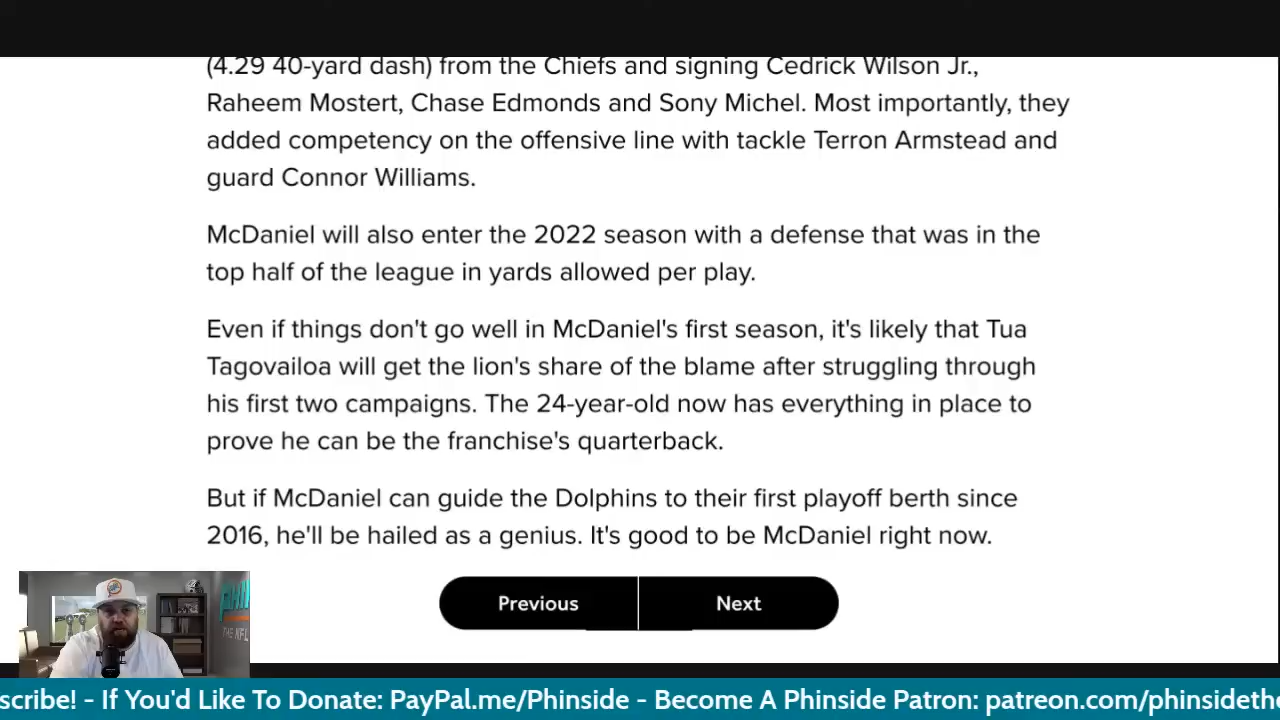 (4.29 40-yard dash) from the Chiefs and signing Cedrick Wilson Jr.,
Raheem Mostert, Chase Edmonds and Sony Michel. Most importantly, they
added competency on the offensive line with tackle Terron Armstead and
guard Connor Williams.
McDaniel will also enter the 2022 season with a defense that was in the
top half of the league in yards allowed per play.
Even if things don't go well in McDaniel's first season, it's likely that Tua
Tagovailoa will get the lion's share of the blame after struggling through
his first two campaigns. The 24-year-old now has everything in place to
prove he can be the franchise's quarterback.
But if McDaniel can guide the Dolphins to their first playoff berth since
2016, he'll be hailed as a genius. It's good to be McDaniel right now.
Previous
Next
THE NFL
scribe! - If You'd Like To Donate: PayPal.me/Phinside - Become A Phinside Patron: patreon.com/phinsideth